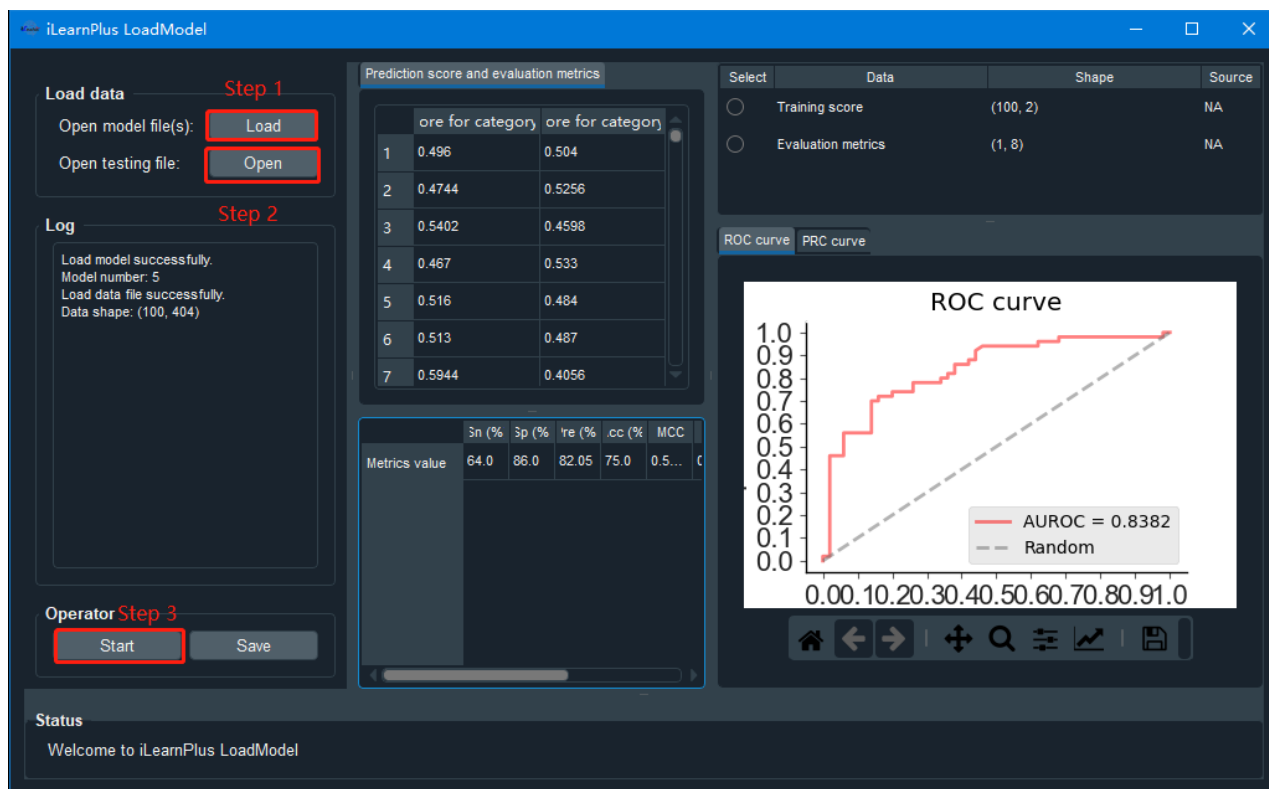 iLearnPlus LoadModel
Load data
Step 1
Open model file(s):
Load
Open testing file:
Open
Step 2
Log
Load model successfully.
Model number: 5
Load data file successfully.
Data shape: (100, 404)
Operator
Step 3
Start
Save
Prediction score and evaluation metrics
ore for category ore for category
1 0.496 0.504
2 0.4744 0.5256
3 0.5402 0.4598
4 0.467 0.533
5 0.516 0.484
6 0.513 0.487
7 0.5944 0.4056
Sn (% Sp (% 're (% .cc (% MCC
Metrics value 64.0 86.0 82.05 75.0 0.5...
Select Data Shape Source
Training score (100, 2) NA
Evaluation metrics (1, 8) NA
ROC curve PRC curve
ROC curve
1.0
0.9
0.8
0.7
0.6
0.5
0.4
0.3
0.2
0.1
0.0
0.00.10.20.30.40.50.60.70.80.91.0
AUROC = 0.8382
Random
Status
Welcome to iLearnPlus LoadModel